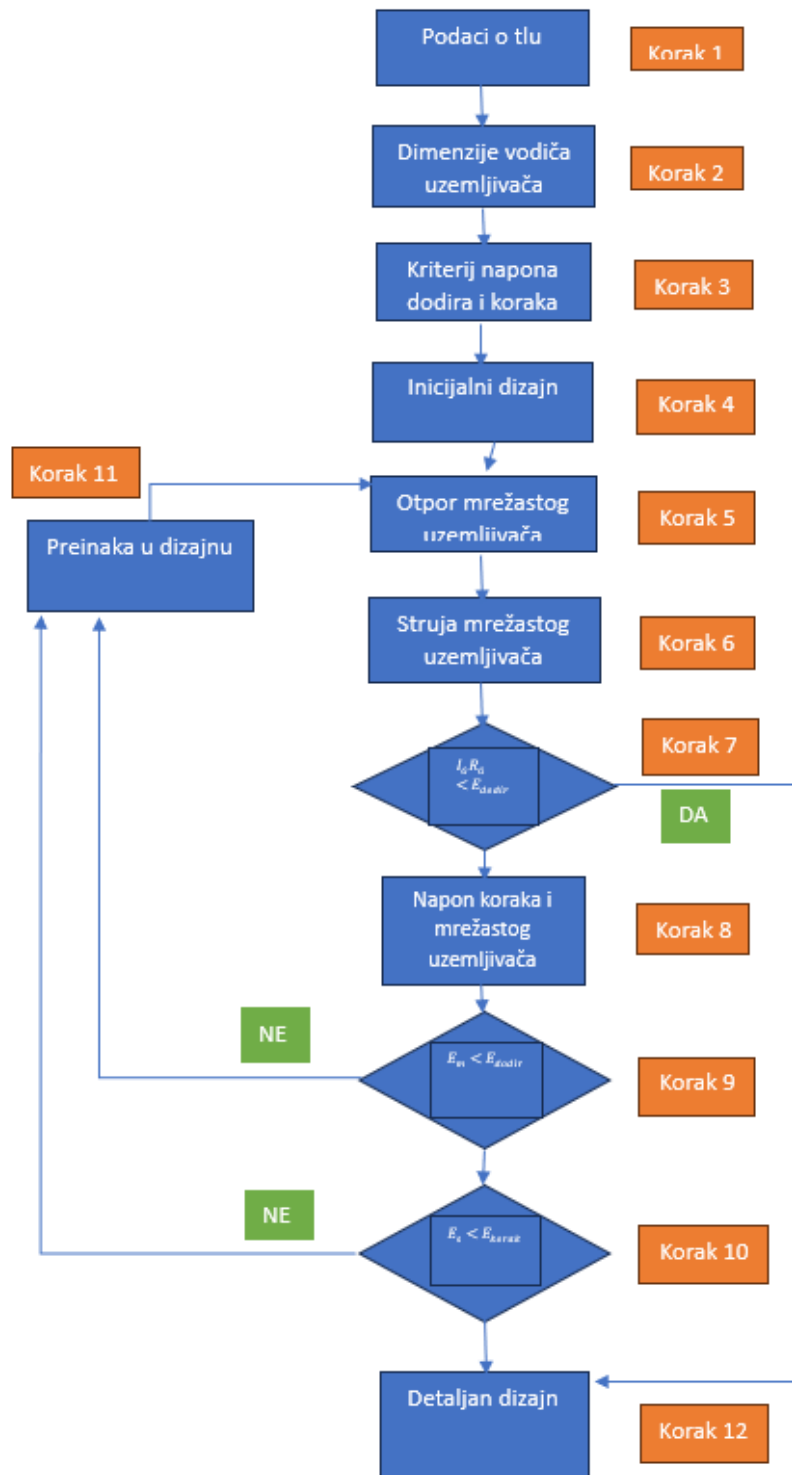 Podaci o tlu
Korak 1
Dimenzije vodiča
uzemljivača
Korak 2
Kriterij napona
dodira i koraka
Korak 3
Inicijalni dizajn
Korak 4
Korak 11
Preinaka u dizajnu
Otpor mrežastog
uzemljivača
Korak 5
Struja mrežastog
uzemljivača
Korak 6
Korak 7
I_G R_G
< E_dodir
DA
Napon koraka i
mrežastog
uzemljivača
Korak 8
NE
E_m < E_dodir
Korak 9
NE
E_s < E_korak
Korak 10
Detaljan dizajn
Korak 12